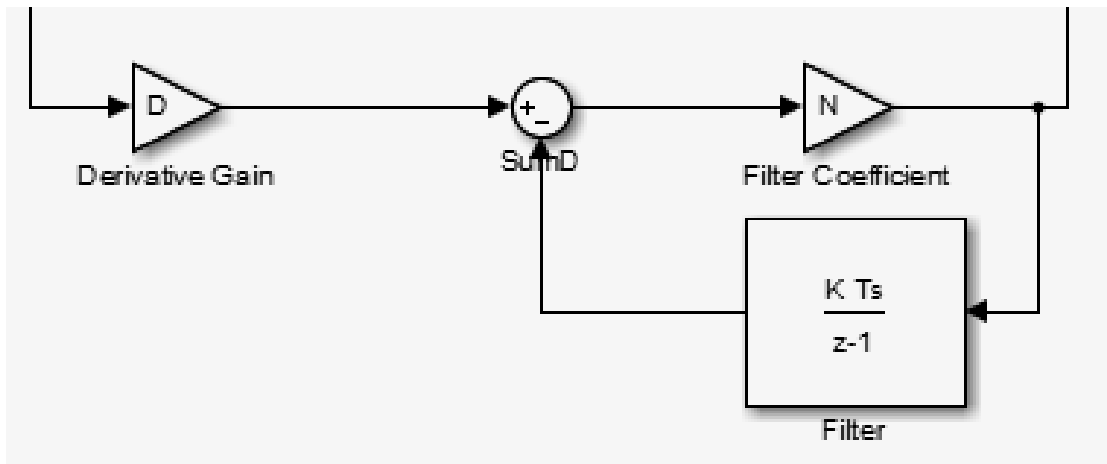 D
+
−
N
Derivative Gain
SumD
Filter Coefficient
K Ts
z-1
Filter